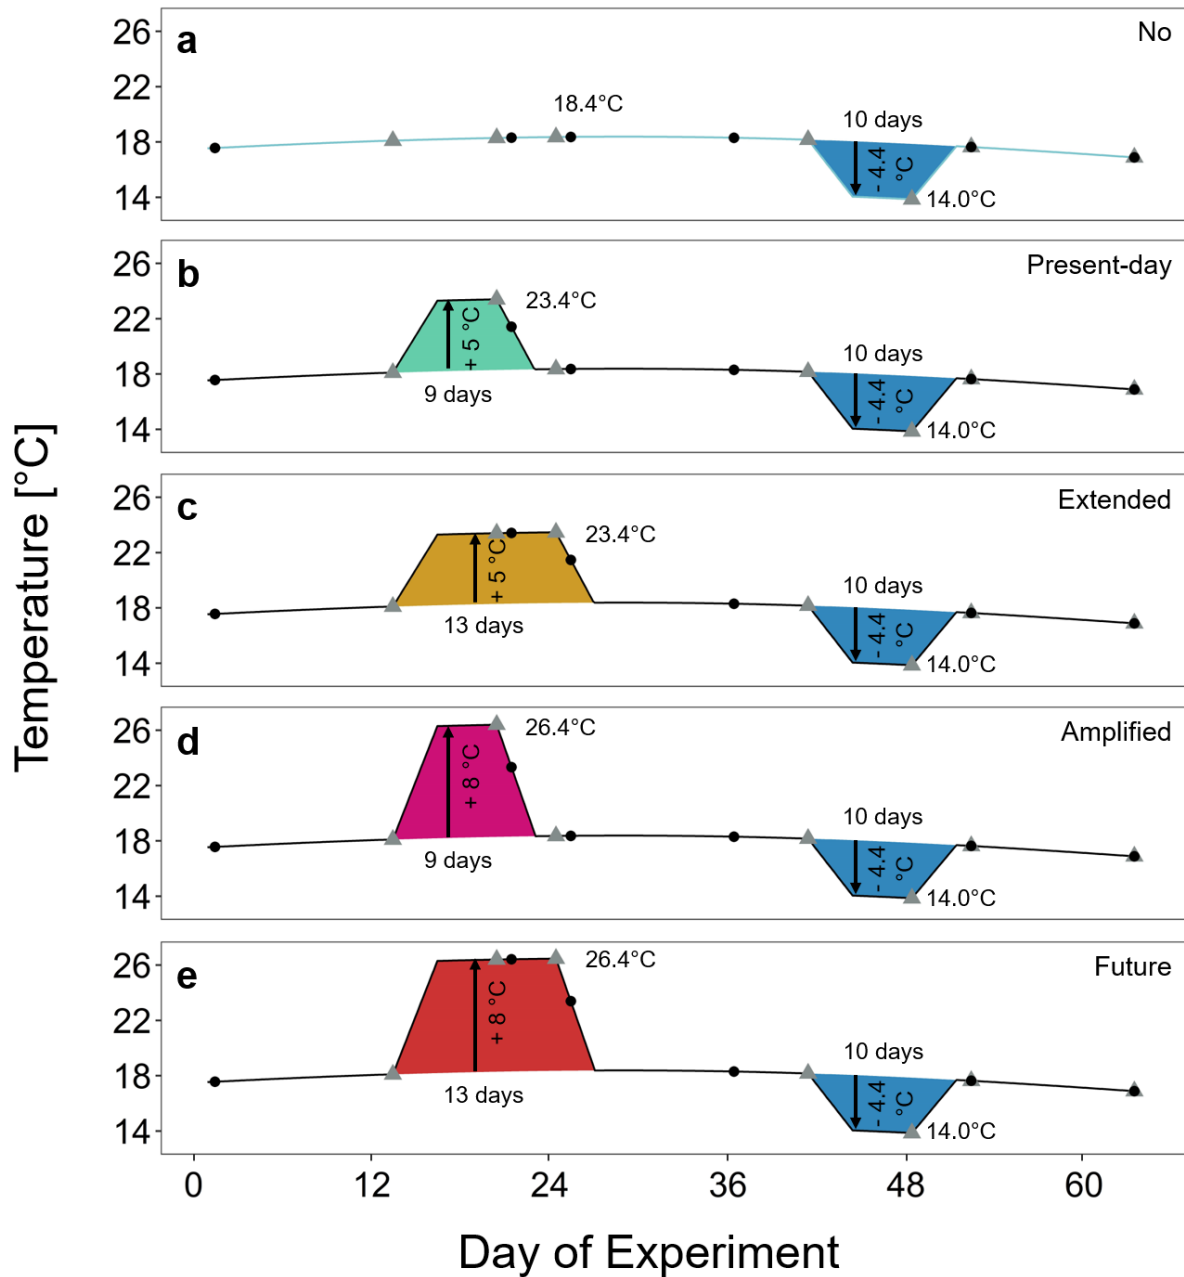 Temperature [°C]
a
No
26
22
18
14
18.4°C
10 days
- 4.4
°C
14.0°C
b
Present-day
26
22
18
14
23.4°C
+ 5 °C
9 days
10 days
- 4.4
°C
14.0°C
c
Extended
26
22
18
14
23.4°C
+ 5 °C
13 days
10 days
- 4.4
°C
14.0°C
d
Amplified
26
22
18
14
26.4°C
+ 8 °C
9 days
10 days
- 4.4
°C
14.0°C
e
Future
26
22
18
14
26.4°C
+ 8 °C
13 days
10 days
- 4.4
°C
14.0°C
0 12 24 36 48 60
Day of Experiment